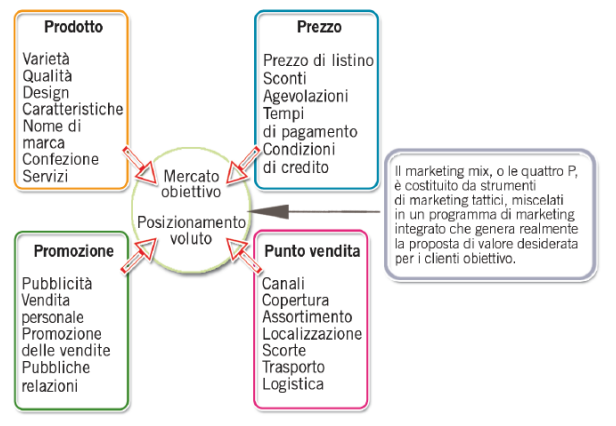 Prodotto
Varietà
Qualità
Design
Caratteristiche
Nome di
marca
Confezione
Servizi
Prezzo
Prezzo di listino
Sconti
Agevolazioni
Tempi
di pagamento
Condizioni
di credito
Mercato
obiettivo
Posizionamento
voluto
Il marketing mix, o le quattro P,
è costituito da strumenti
di marketing tattici, miscelati
in un programma di marketing
integrato che genera realmente
la proposta di valore desiderata
per i clienti obiettivo.
Promozione
Pubblicità
Vendita
personale
Promozione
delle vendite
Pubbliche
relazioni
Punto vendita
Canali
Copertura
Assortimento
Localizzazione
Scorte
Trasporto
Logistica